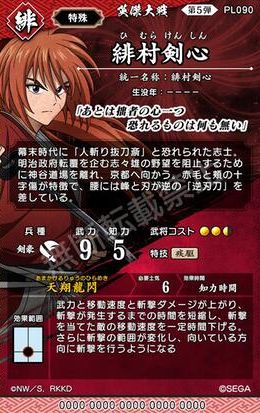 緋 特殊 英傑大戦 第5弾 PL090
ひむらけんしん
緋村剣心
統一名称：緋村剣心
生没年：－－－－
「あとは拙者の心一つ
恐れるものは何も無い」
幕末時代に「人斬り抜刀斎」と恐れられた志士。
明治政府転覆を企む志々雄の野望を阻止するため
に神谷道場を離れ、京都へ向かう。赤毛と頬の十
字傷が特徴で、腰には峰と刃が逆の「逆刃刀」を
差している。
兵種 武力 知力 武将コスト
剣豪 9 5 特技 疾駆
あまかけるりゅうのひらめき 必要士気 効果時間
天翔龍閃 6 知力時間
効果範囲
武力と移動速度と斬撃ダメージが上がり、
斬撃が発生するまでの時間を短縮し、斬撃
を当てた敵の移動速度を一定時間下げる。
さらに斬撃の範囲が変化し、向いている方
向に斬撃を行うようになる
©NW／S, RKKD ©SEGA
0000-0000-0000-0000-0000